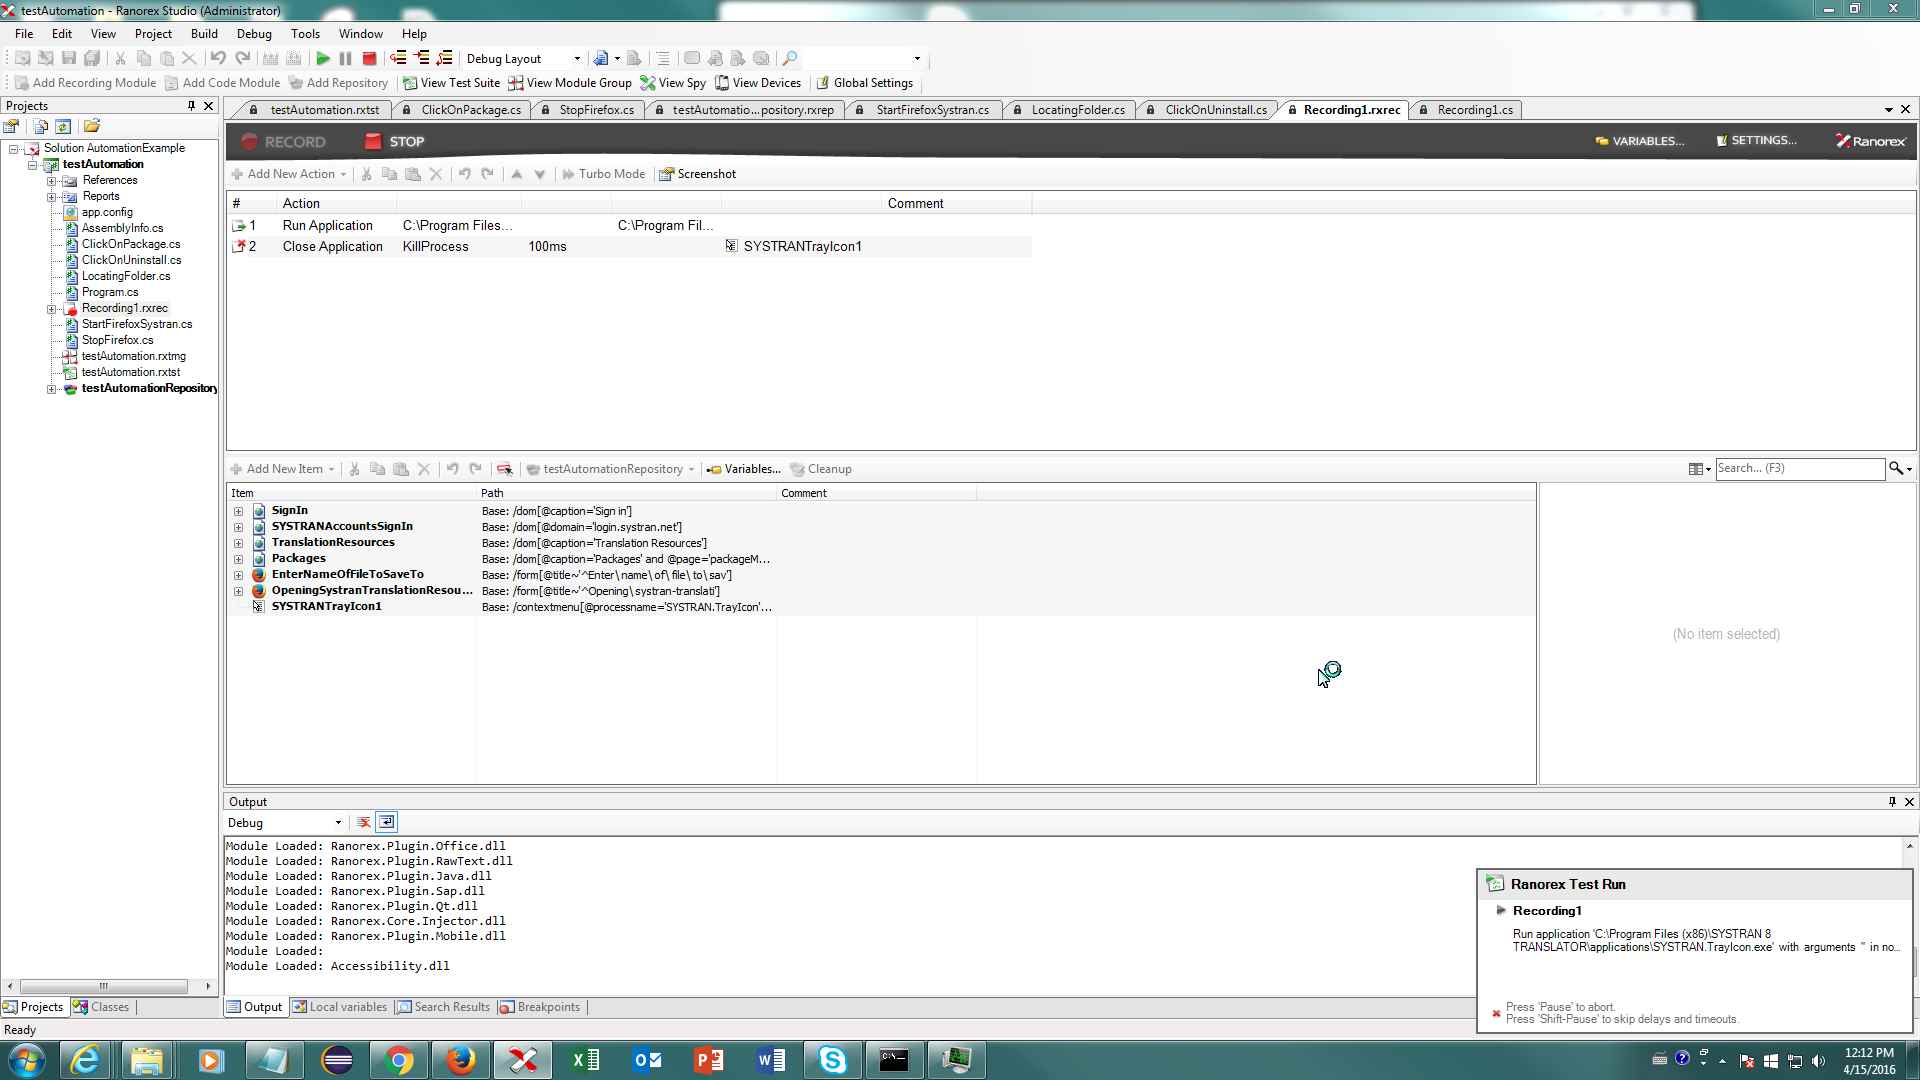 testAutomation - Ranorex Studio (Administrator)
File Edit View Project Build Debug Tools Window Help
Debug Layout
Add Recording Module Add Code Module Add Repository View Test Suite View Module Group View Spy View Devices Global Settings
Projects
testAutomation.rxtst ClickOnPackage.cs StopFirefox.cs testAutomatio...pository.rxrep StartFirefoxSystran.cs LocatingFolder.cs ClickOnUninstall.cs Recording1.rxrec Recording1.cs
Solution AutomationExample
testAutomation
References
Reports
app.config
AssemblyInfo.cs
ClickOnPackage.cs
ClickOnUninstall.cs
LocatingFolder.cs
Program.cs
Recording1.rxrec
StartFirefoxSystran.cs
StopFirefox.cs
testAutomation.rxtmg
testAutomation.rxtst
testAutomationRepository
Projects Classes
RECORD STOP VARIABLES... SETTINGS... Ranorex
Add New Action Turbo Mode Screenshot
# Action Comment
1 Run Application C:\Program Files... C:\Program Fil...
2 Close Application KillProcess 100ms SYSTRANTrayIcon1
Add New Item testAutomationRepository Variables... Cleanup Search... (F3)
Item Path Comment
SignIn Base: /dom[@caption='Sign in']
SYSTRANAccountsSignIn Base: /dom[@domain='login.systran.net']
TranslationResources Base: /dom[@caption='Translation Resources']
Packages Base: /dom[@caption='Packages' and @page='packageM...
EnterNameOfFileToSaveTo Base: /form[@title~'^Enter\ name\ of\ file\ to\ sav']
OpeningSystranTranslationResou... Base: /form[@title~'^Opening\ systran-translati']
SYSTRANTrayIcon1 Base: /contextmenu[@processname='SYSTRAN.TrayIcon'...
(No item selected)
Output
Debug
Module Loaded: Ranorex.Plugin.Office.dll
Module Loaded: Ranorex.Plugin.RawText.dll
Module Loaded: Ranorex.Plugin.Java.dll
Module Loaded: Ranorex.Plugin.Sap.dll
Module Loaded: Ranorex.Plugin.Qt.dll
Module Loaded: Ranorex.Core.Injector.dll
Module Loaded: Ranorex.Plugin.Mobile.dll
Module Loaded:
Module Loaded: Accessibility.dll
Output Local variables Search Results Breakpoints
Ranorex Test Run
Recording1
Run application 'C:\Program Files (x86)\SYSTRAN 8
TRANSLATOR\applications\SYSTRAN.TrayIcon.exe' with arguments '' in no...
Press 'Pause' to abort.
Press 'Shift-Pause' to skip delays and timeouts.
Ready
12:12 PM
4/15/2016